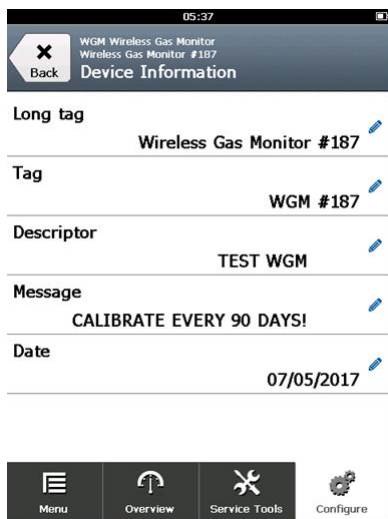 05:37
WGM Wireless Gas Monitor
Wireless Gas Monitor #187
Back
Device Information
Long tag
Wireless Gas Monitor #187
Tag
WGM #187
Descriptor
TEST WGM
Message
CALIBRATE EVERY 90 DAYS!
Date
07/05/2017
Menu
Overview
Service Tools
Configure